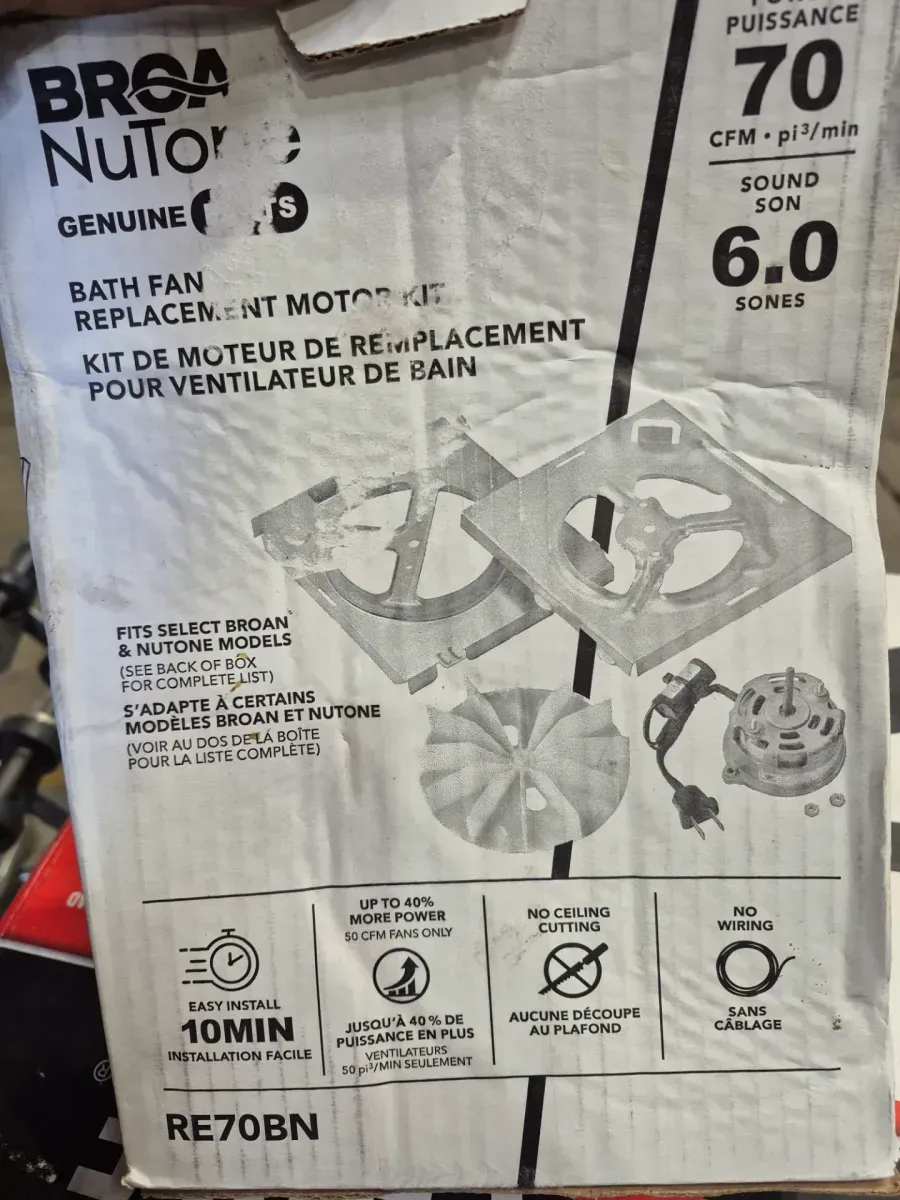 BROA
NuTone
GENUINE
BATH FAN
REPLACEMENT MOTOR KIT
KIT DE MOTEUR DE REMPLACEMENT
POUR VENTILATEUR DE BAIN
PUISSANCE
70
CFM • pi³/min
SOUND
SON
6.0
SONES
FITS SELECT BROAN
& NUTONE MODELS
(SEE BACK OF BOX
FOR COMPLETE LIST)
S'ADAPTE À CERTAINS
MODÈLES BROAN ET NUTONE
(VOIR AU DOS DE LÁ BOÎTE
POUR LA LISTE COMPLÈTE)
EASY INSTALL
10MIN
INSTALLATION FACILE
UP TO 40%
MORE POWER
50 CFM FANS ONLY
JUSQU'À 40 % DE
PUISSANCE EN PLUS
VENTILATEURS
50 pi³/MIN SEULEMENT
NO CEILING
CUTTING
AUCUNE DÉCOUPE
AU PLAFOND
NO
WIRING
SANS
CÂBLAGE
RE70BN